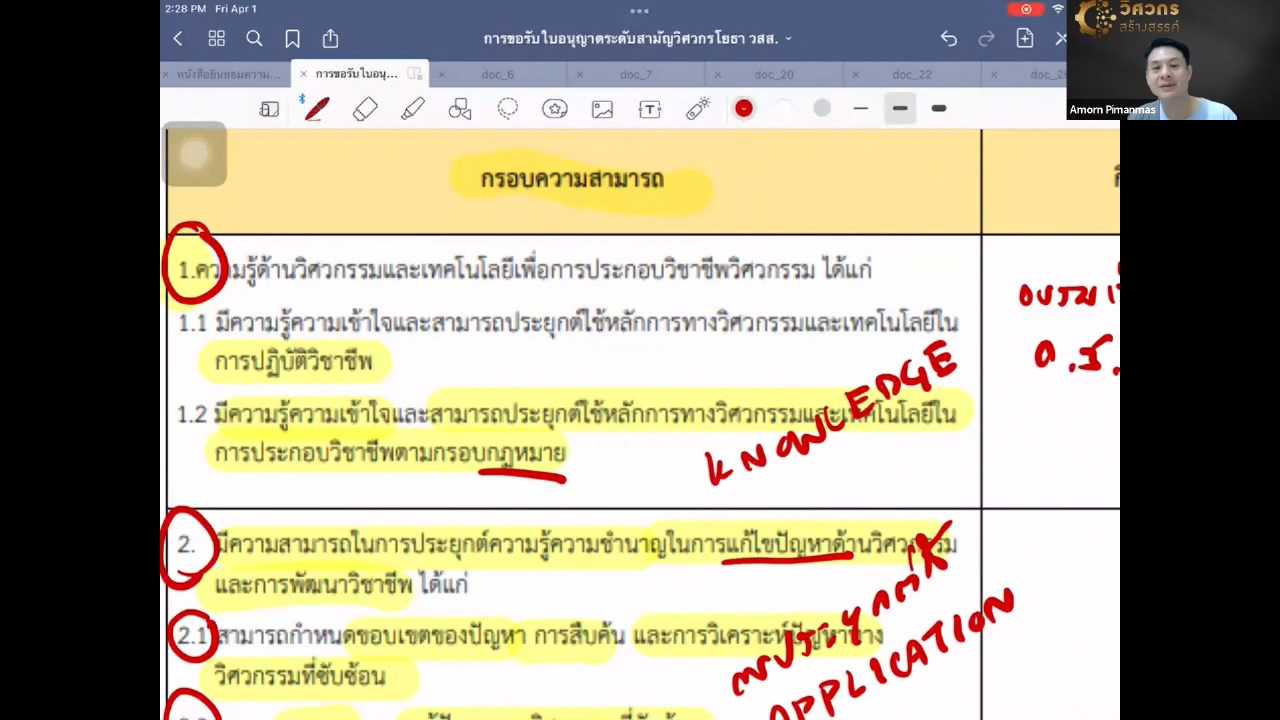 2:28 PM Fri Apr 1
วิศวกร
สร้างสรรค์
การขอรับใบอนุญาตระดับสามัญวิศวกรโยธา วสส.
หนังสือยินยอมความ...
การขอรับใบอนุ...
doc_6
doc_7
doc_20
doc_22
Amorn Pimanmas
กรอบความสามารถ
1.ความรู้ด้านวิศวกรรมและเทคโนโลยีเพื่อการประกอบวิชาชีพวิศวกรรม ได้แก่
1.1 มีความรู้ความเข้าใจและสามารถประยุกต์ใช้หลักการทางวิศวกรรมและเทคโนโลยีใน
การปฏิบัติวิชาชีพ
1.2 มีความรู้ความเข้าใจและสามารถประยุกต์ใช้หลักการทางวิศวกรรมและเทคโนโลยีใน
การประกอบวิชาชีพตามกรอบกฎหมาย
KNOWLEDGE
2. มีความสามารถในการประยุกต์ความรู้ความชำนาญในการแก้ไขปัญหาด้านวิศวกรรม
และการพัฒนาวิชาชีพ ได้แก่
2.1 สามารถกำหนดขอบเขตของปัญหา การสืบค้น และการวิเคราะห์ปัญหาทาง
วิศวกรรมที่ซับซ้อน
APPLICATION